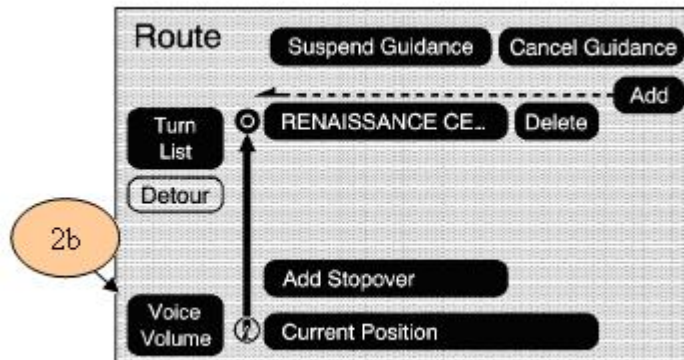 Route
Suspend Guidance
Cancel Guidance
Add
Turn
List
RENAISSANCE CE...
Delete
Detour
2b
Add Stopover
Voice
Volume
Current Position